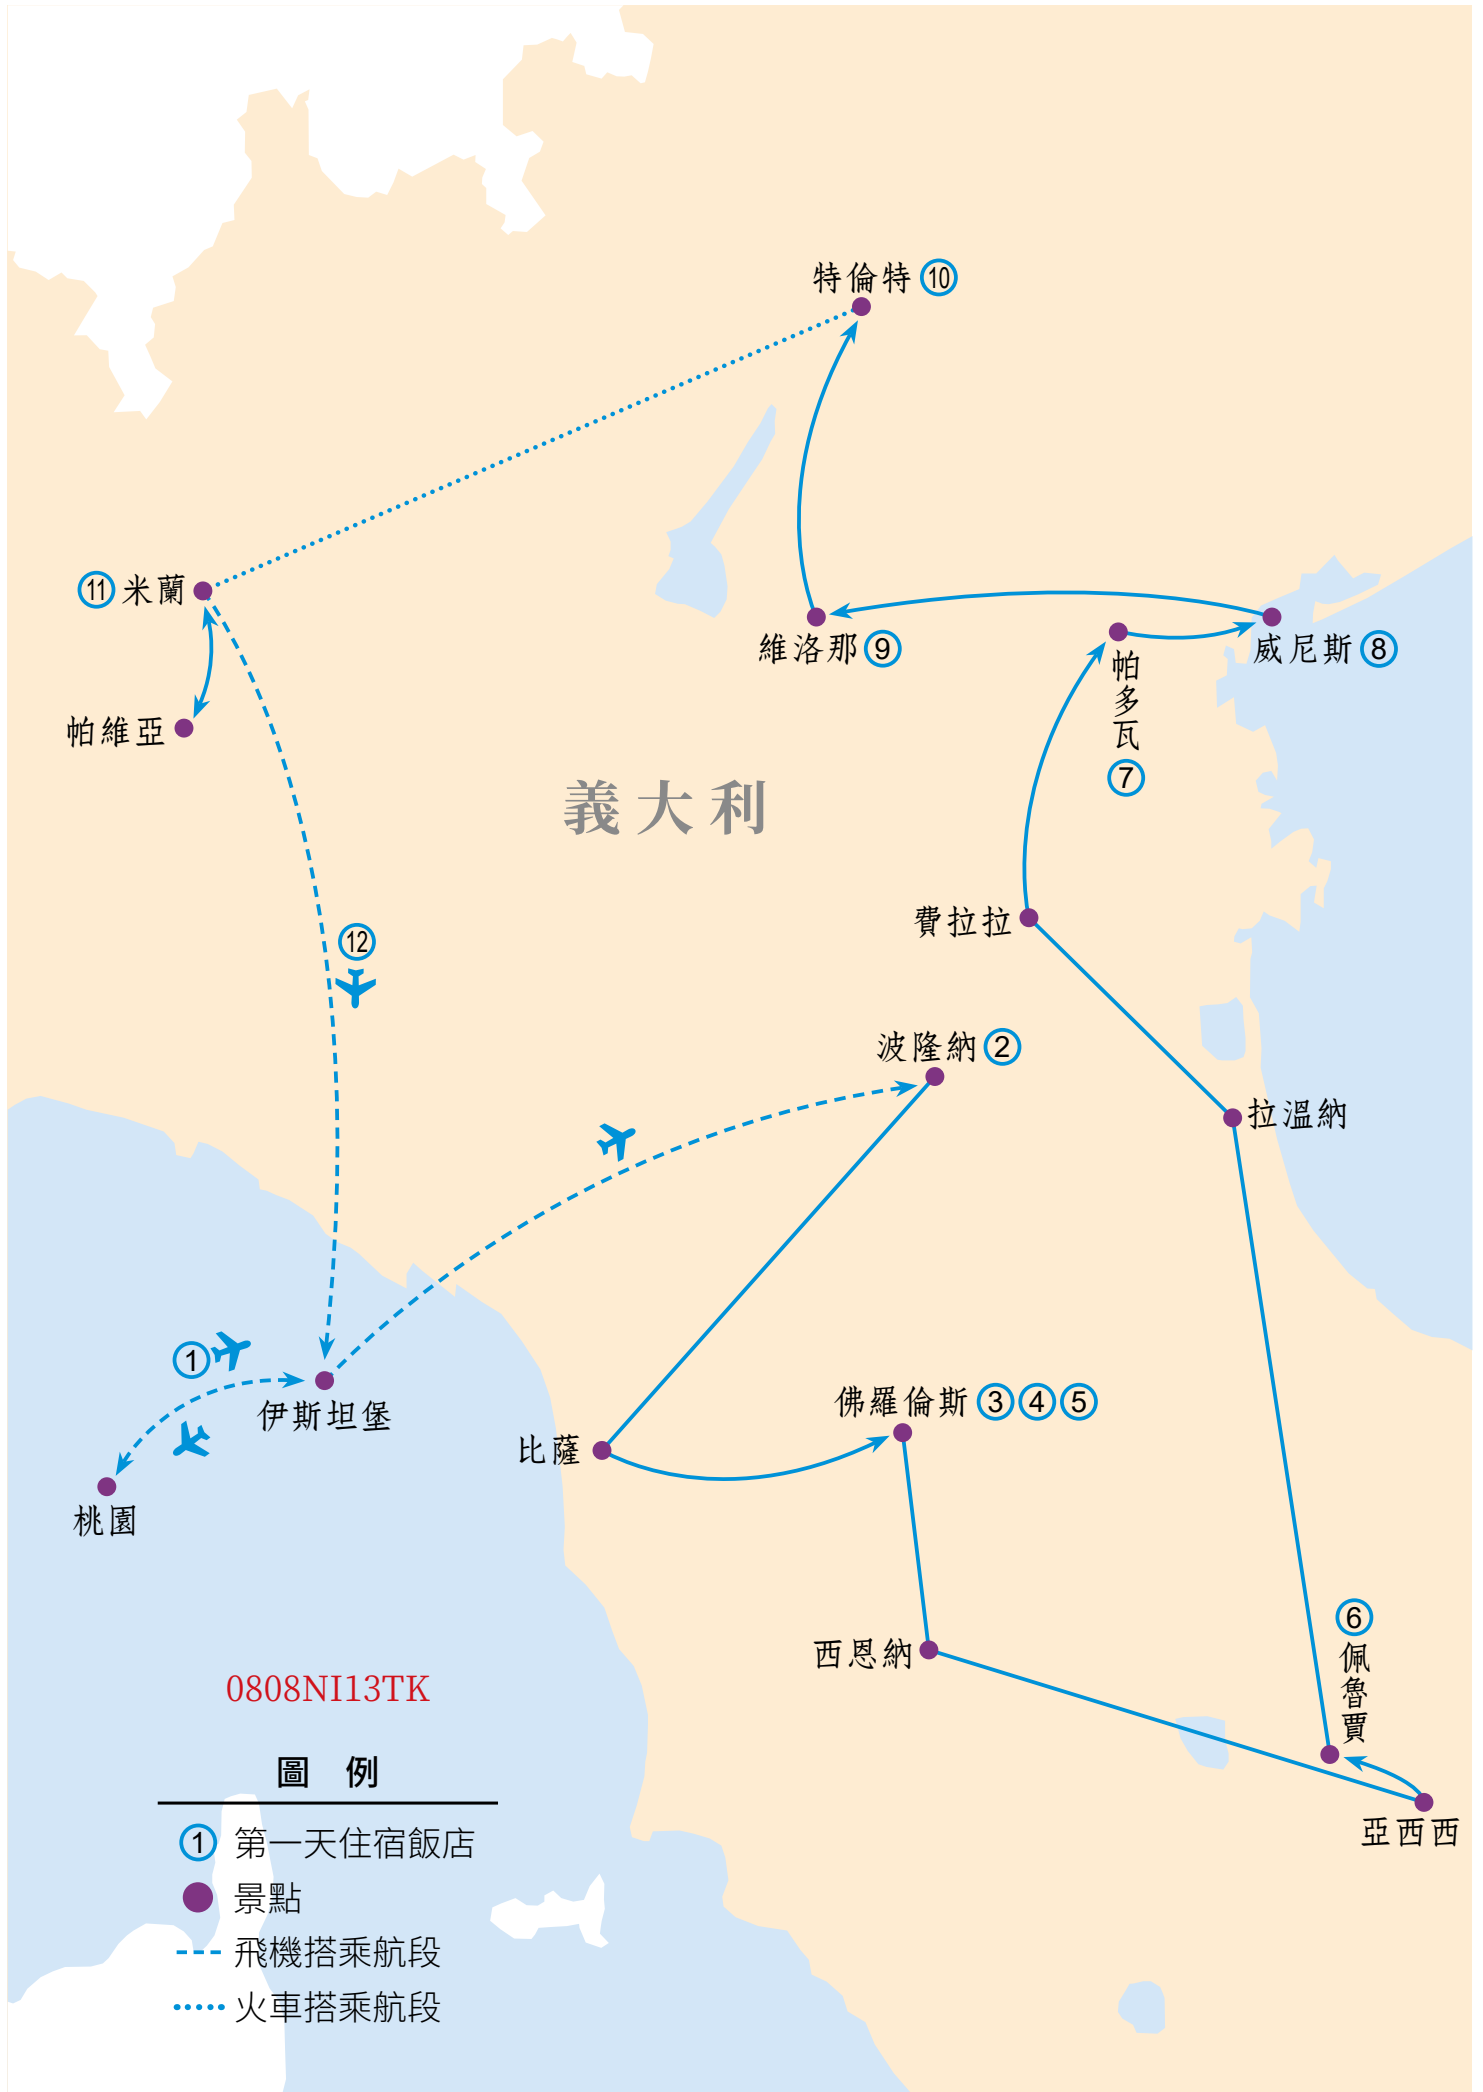 特倫特 ⑩
⑪ 米蘭
維洛那 ⑨
威尼斯 ⑧
帕多瓦 ⑦
帕維亞
義大利
費拉拉
⑫
波隆納 ②
拉溫納
①
伊斯坦堡
佛羅倫斯 ③ ④ ⑤
比薩
桃園
西恩納
⑥ 佩魯賈
亞西西
0808NI13TK
圖 例
① 第一天住宿飯店
景點
飛機搭乘航段
火車搭乘航段